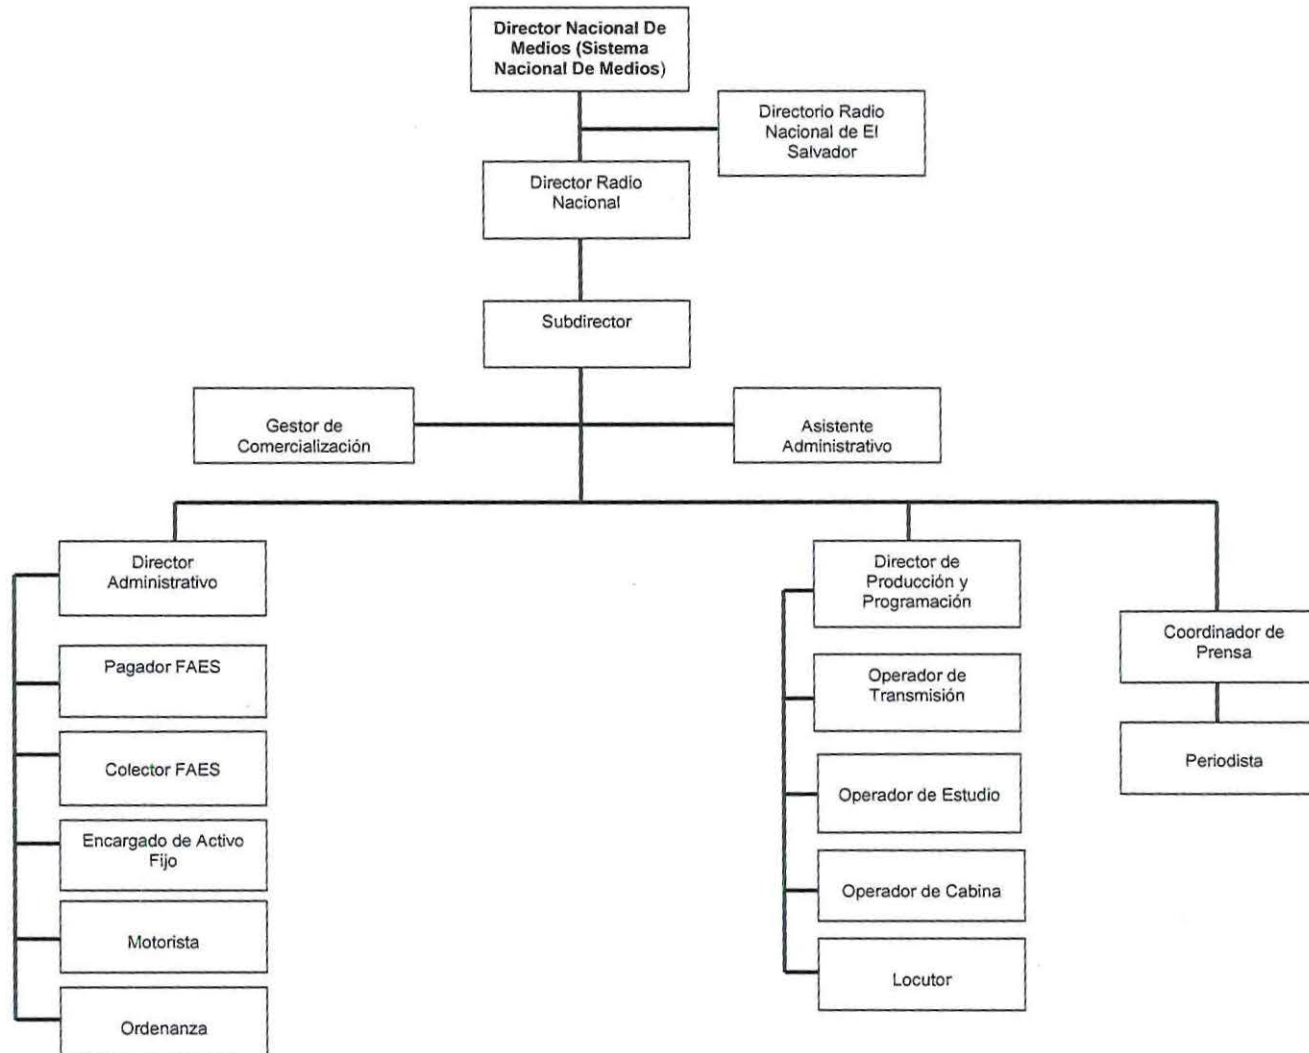 Director Nacional De
Medios (Sistema
Nacional De Medios)
Directorio Radio
Nacional de El
Salvador
Director Radio
Nacional
Subdirector
Gestor de
Comercialización
Asistente
Administrativo
Director
Administrativo
Pagador FAES
Colector FAES
Encargado de Activo
Fijo
Motorista
Ordenanza
Director de
Producción y
Programación
Operador de
Transmisión
Operador de Estudio
Operador de Cabina
Locutor
Coordinador de
Prensa
Periodista